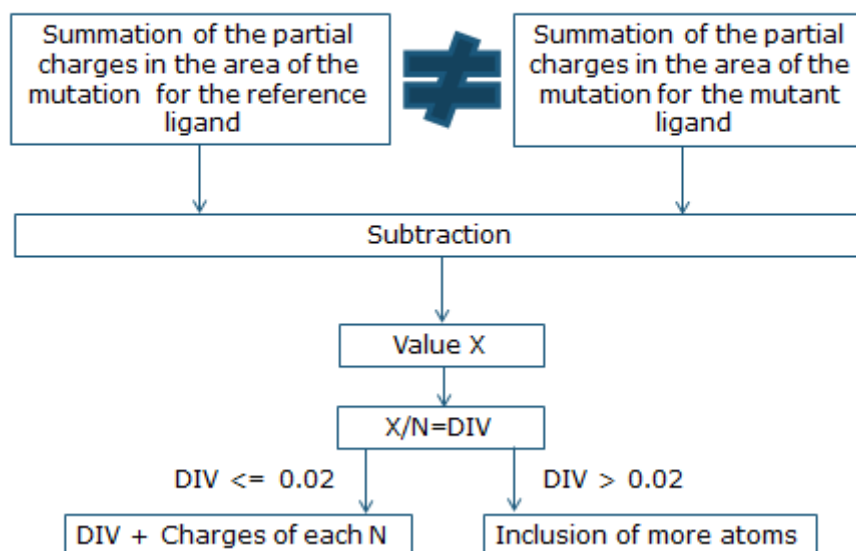 Summation of the partial
charges in the area of the
mutation for the reference
ligand
≠
Summation of the partial
charges in the area of the
mutation for the mutant
ligand
Subtraction
Value X
X/N=DIV
DIV <= 0.02
DIV > 0.02
DIV + Charges of each N
Inclusion of more atoms